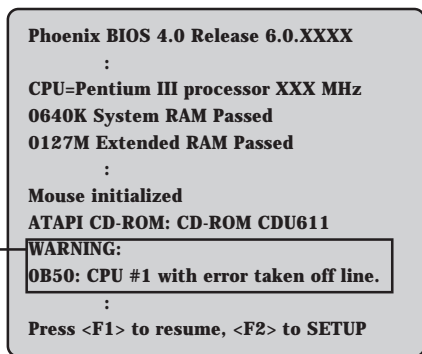 Phoenix BIOS 4.0 Release 6.0.XXXX
:
CPU=Pentium III processor XXX MHz
0640K System RAM Passed
0127M Extended RAM Passed
:
Mouse initialized
ATAPI CD-ROM: CD-ROM CDU611
WARNING:
0B50: CPU #1 with error taken off line.
:
Press <F1> to resume, <F2> to SETUP